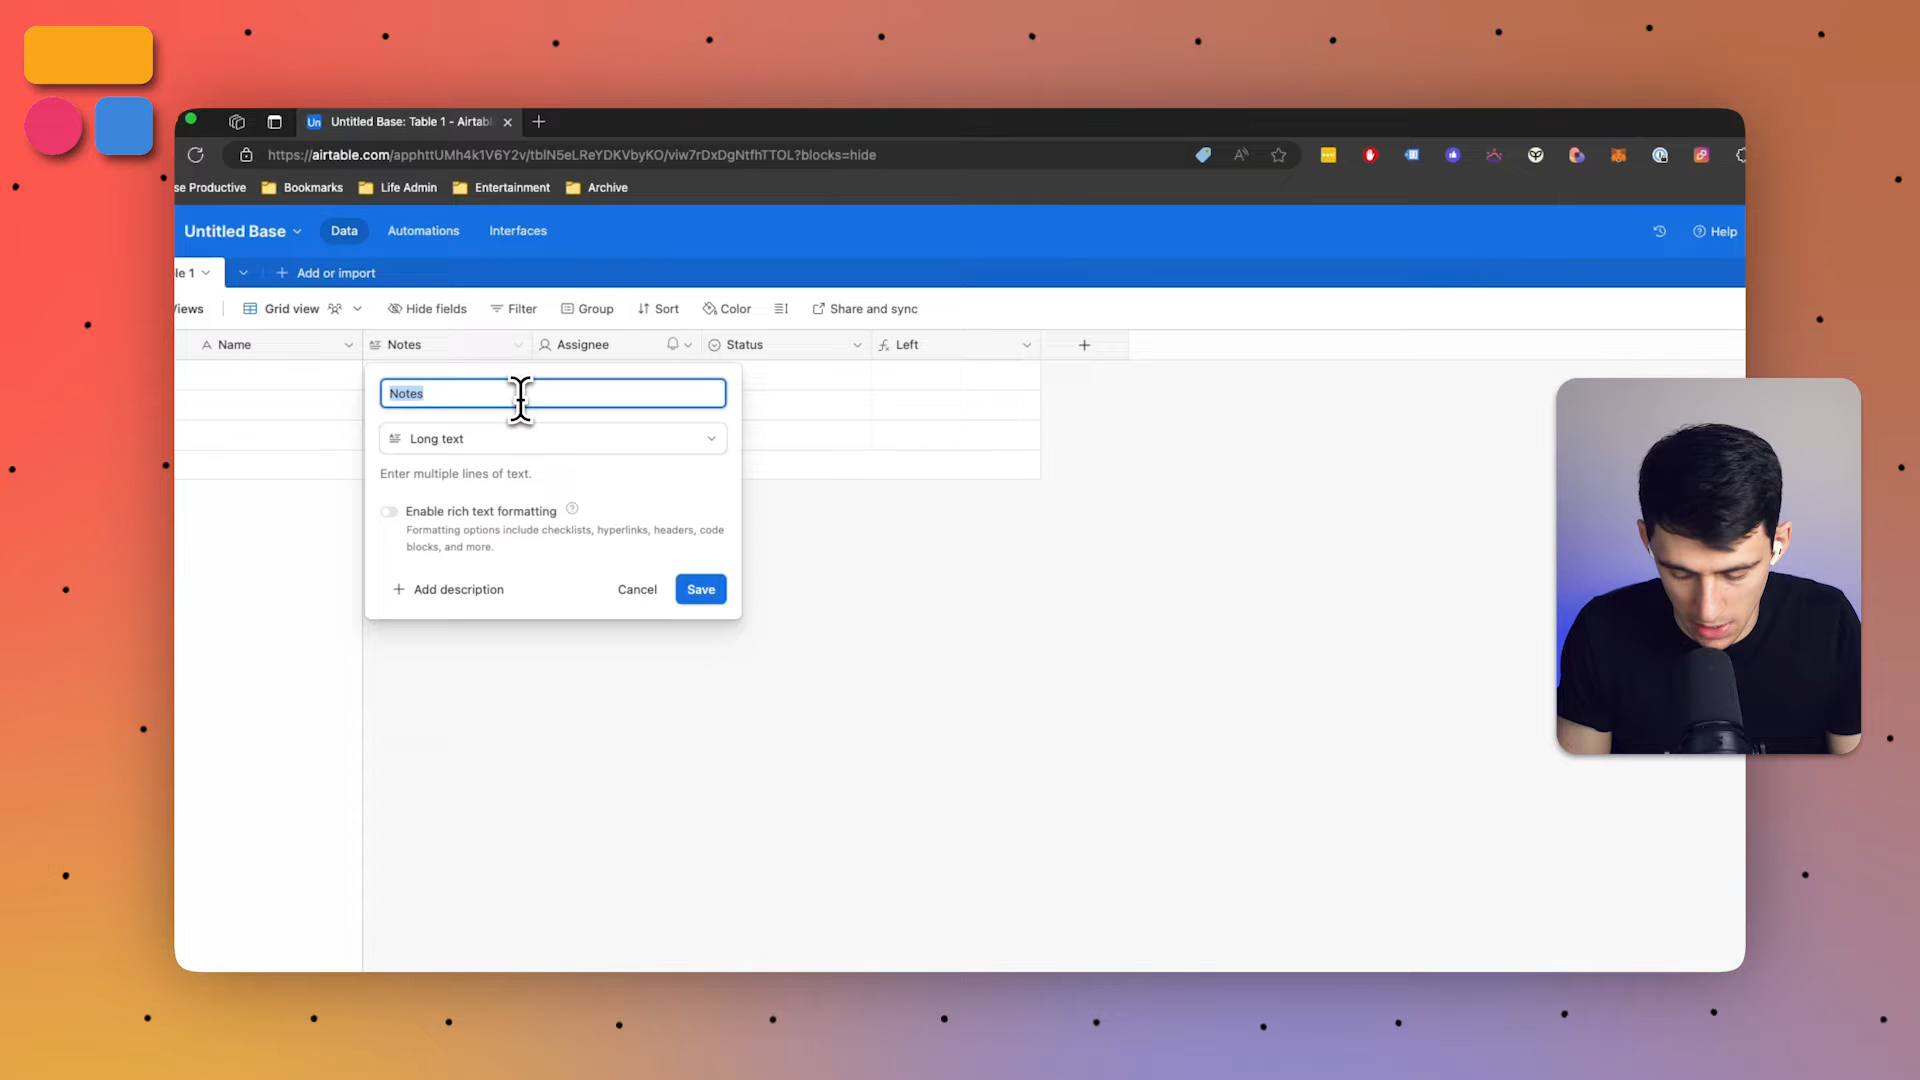 Un Untitled Base: Table 1 - Airtabl
https://airtable.com/apphttUMh4k1V6Y2v/tblN5eLReYDKVbyKO/viw7rDxDgNtfhTTOL?blocks=hide
se Productive Bookmarks Life Admin Entertainment Archive
Untitled Base Data Automations Interfaces Help
le 1 Add or import
iews Grid view Hide fields Filter Group Sort Color Share and sync
Name Notes Assignee Status Left
Notes
Long text
Enter multiple lines of text.
Enable rich text formatting
Formatting options include checklists, hyperlinks, headers, code
blocks, and more.
Add description Cancel Save